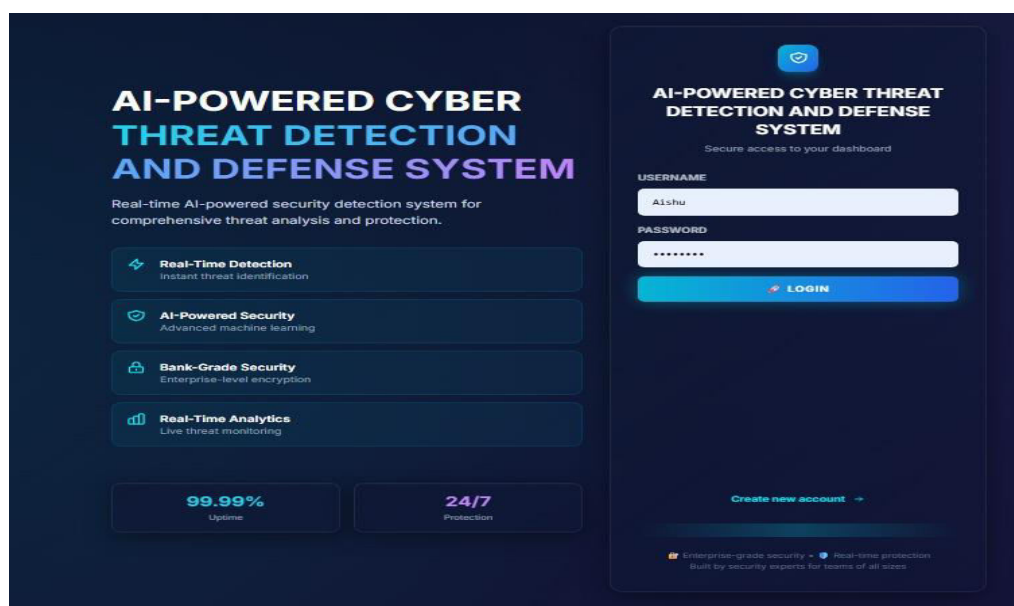 AI-POWERED CYBER
THREAT DETECTION
AND DEFENSE SYSTEM
Real-time AI-powered security detection system for
comprehensive threat analysis and protection.
Real-Time Detection
Instant threat identification
AI-Powered Security
Advanced machine learning
Bank-Grade Security
Enterprise-level encryption
Real-Time Analytics
Live threat monitoring
99.99%
Uptime
24/7
Protection
AI-POWERED CYBER THREAT
DETECTION AND DEFENSE
SYSTEM
Secure access to your dashboard
USERNAME
Aishu
PASSWORD
••••••••
🚀 LOGIN
Create new account →
🔐 Enterprise-grade security • 🛡️ Real-time protection
Built by security experts for teams of all sizes